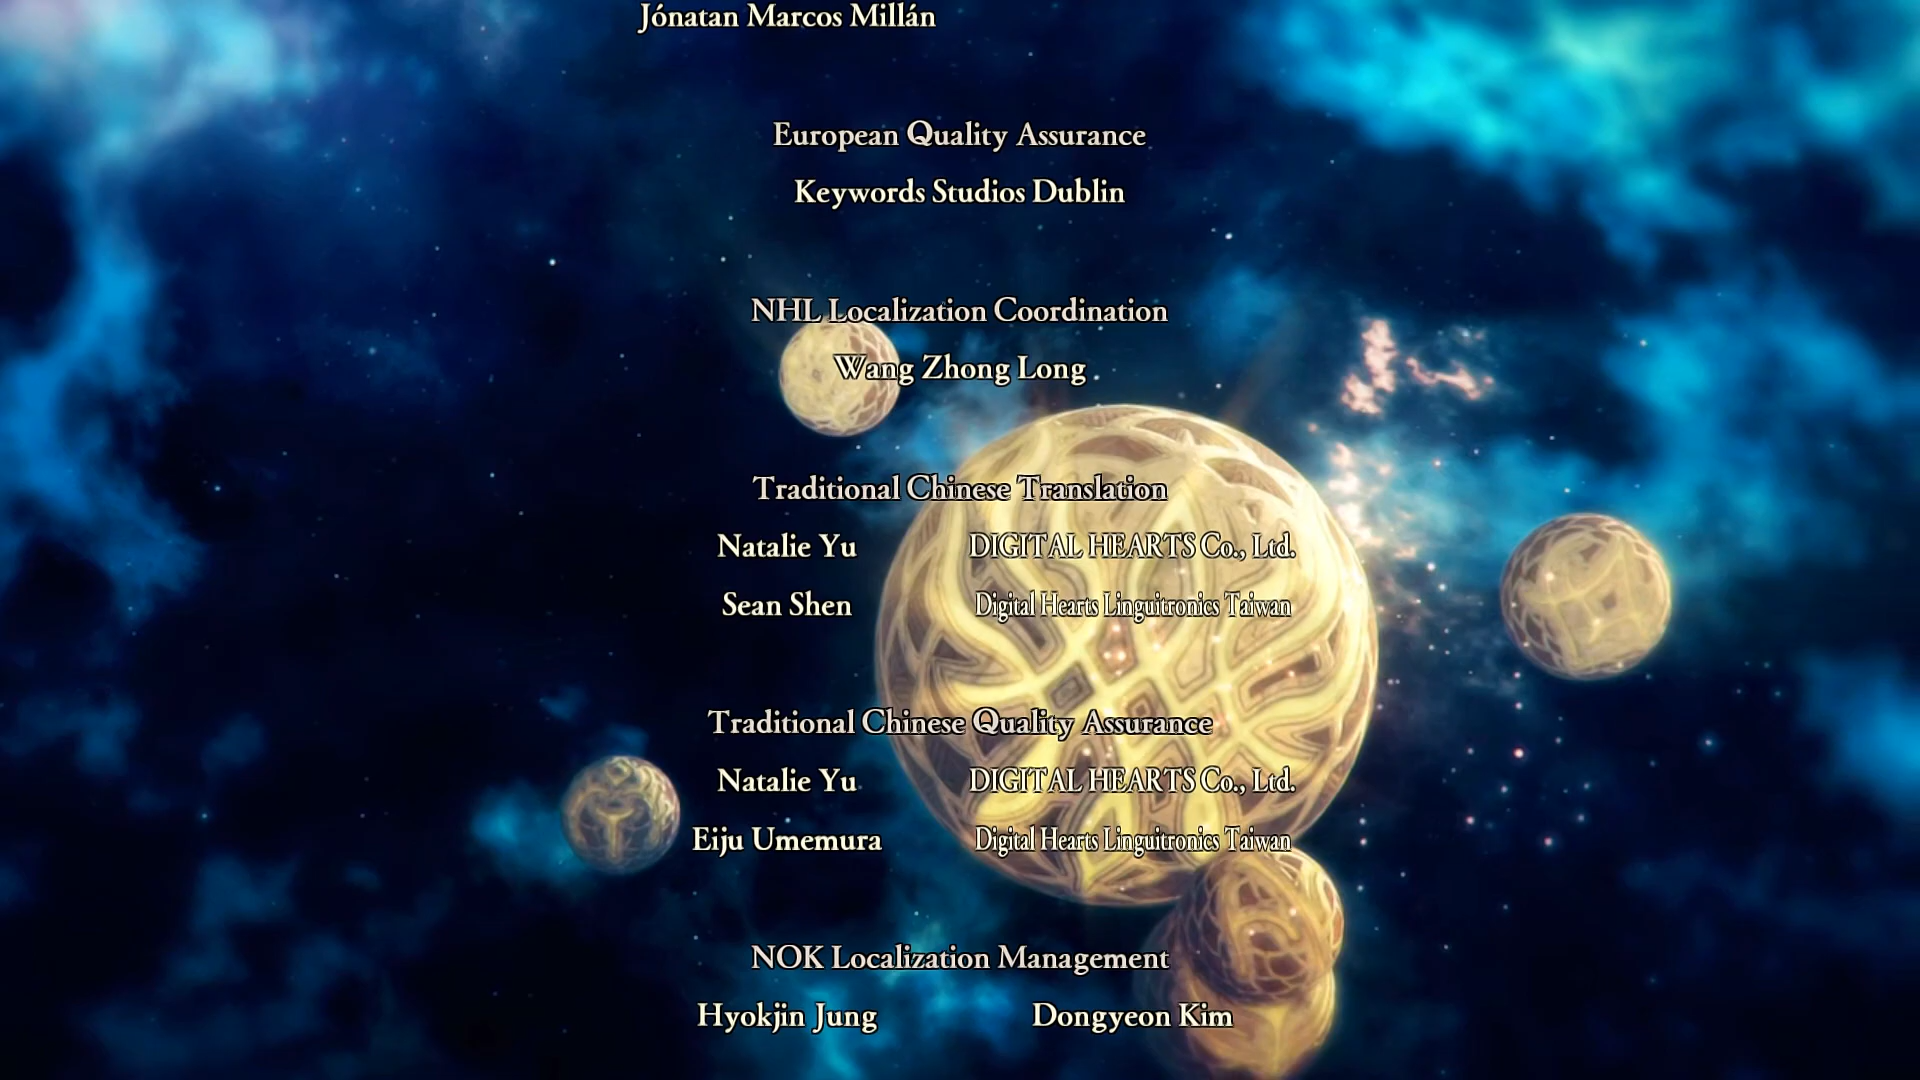 Jónatan Marcos Millán
European Quality Assurance
Keywords Studios Dublin
NHL Localization Coordination
Wang Zhong Long
Traditional Chinese Translation
Natalie Yu DIGITAL HEARTS Co., Ltd.
Sean Shen Digital Hearts Linguitronics Taiwan
Traditional Chinese Quality Assurance
Natalie Yu DIGITAL HEARTS Co., Ltd.
Eiju Umemura Digital Hearts Linguitronics Taiwan
NOK Localization Management
Hyokjin Jung Dongyeon Kim